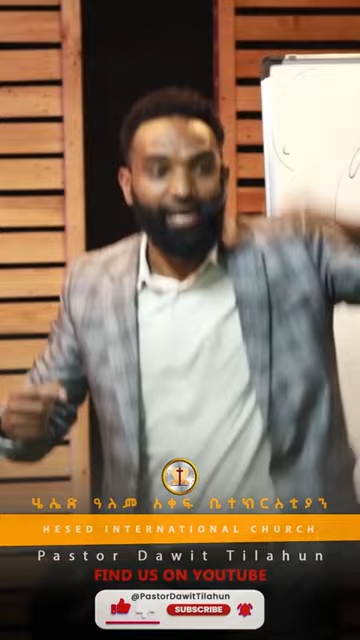 ሄሴድ ዓለም አቀፍ ቤተክርስቲያን
HESED INTERNATIONAL CHURCH
Pastor Dawit Tilahun
FIND US ON YOUTUBE
@PastorDawitTilahun
SUBSCRIBE